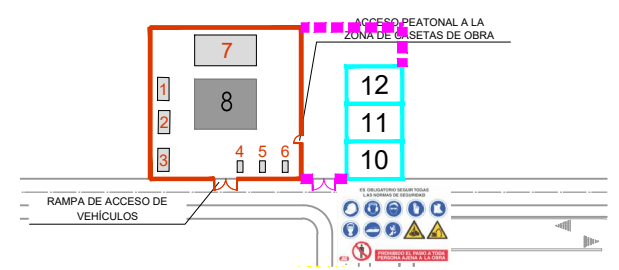 ACCESO PEATONAL A LA
ZONA DE CASETAS DE OBRA
7
1
8
2
3
4 5 6
12
11
10
RAMPA DE ACCESO DE
VEHÍCULOS
ES OBLIGATORIO SEGUIR TODAS
LAS NORMAS DE SEGURIDAD
PROHIBIDO EL PASO A TODA
PERSONA AJENA A LA OBRA